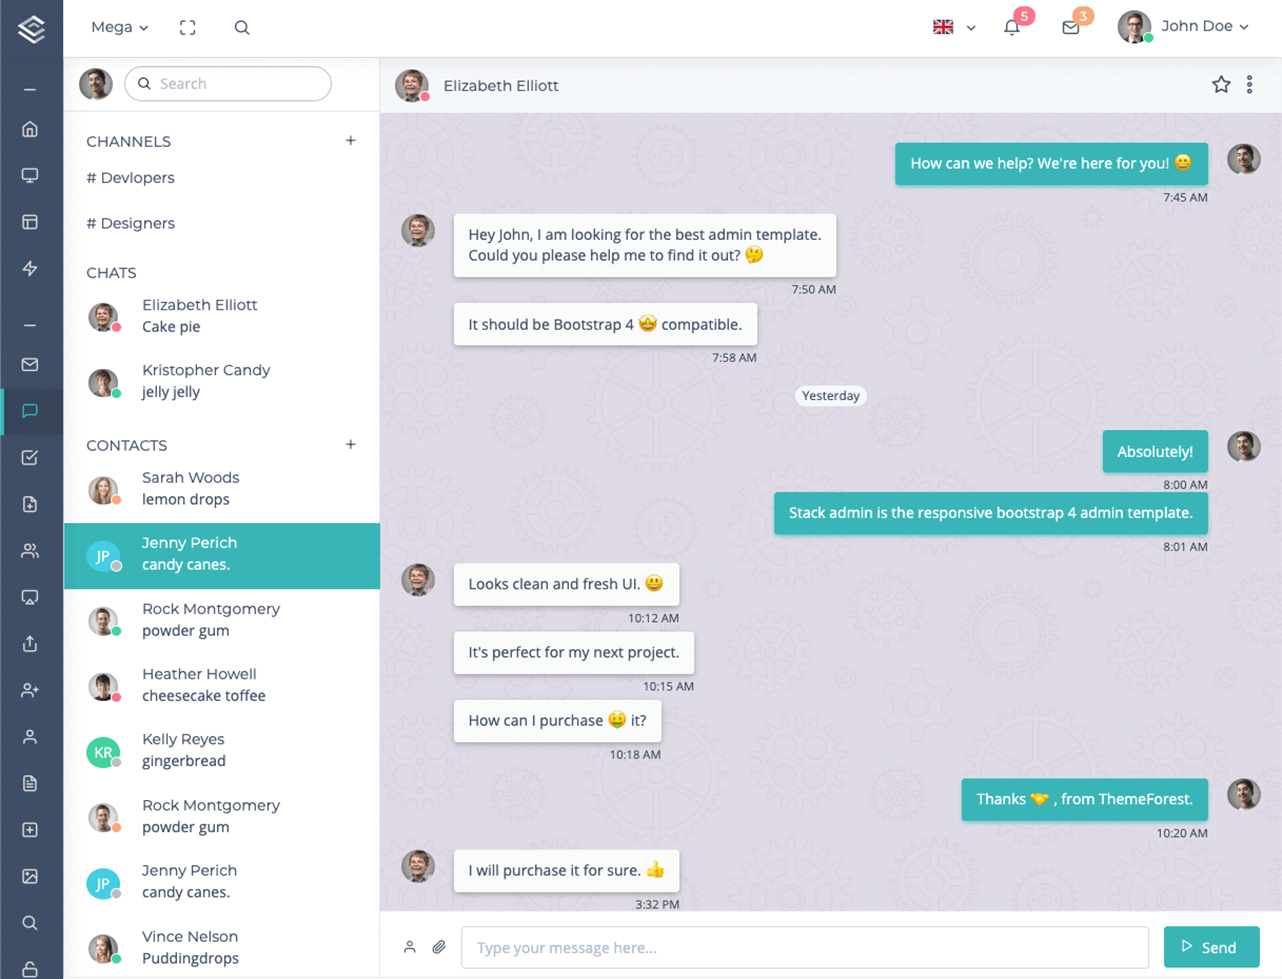 Mega
5
3
John Doe
Search
Elizabeth Elliott
CHANNELS
# Devlopers
# Designers
CHATS
Elizabeth Elliott
Cake pie
Kristopher Candy
jelly jelly
CONTACTS
Sarah Woods
lemon drops
JP
Jenny Perich
candy canes.
Rock Montgomery
powder gum
Heather Howell
cheesecake toffee
KR
Kelly Reyes
gingerbread
Rock Montgomery
powder gum
JP
Jenny Perich
candy canes.
Vince Nelson
Puddingdrops
How can we help? We're here for you! 😄
7:45 AM
Hey John, I am looking for the best admin template.
Could you please help me to find it out? 🤔
7:50 AM
It should be Bootstrap 4 🤩 compatible.
7:58 AM
Yesterday
Absolutely!
8:00 AM
Stack admin is the responsive bootstrap 4 admin template.
8:01 AM
Looks clean and fresh UI. 😃
10:12 AM
It's perfect for my next project.
10:15 AM
How can I purchase 🤑 it?
10:18 AM
Thanks 🤝 , from ThemeForest.
10:20 AM
I will purchase it for sure. 👍
3:32 PM
Type your message here...
Send